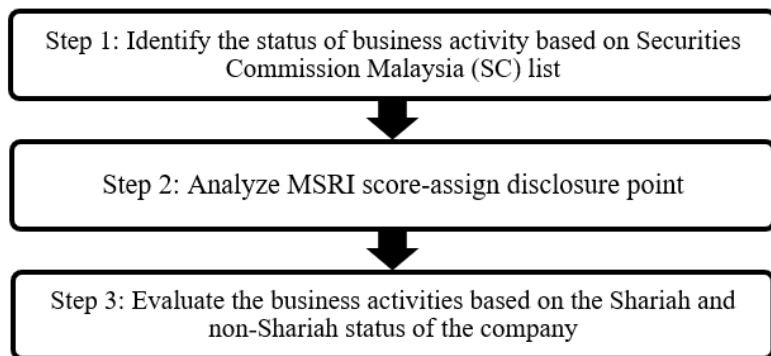 Step 1: Identify the status of business activity based on Securities
Commission Malaysia (SC) list
Step 2: Analyze MSRI score-assign disclosure point
Step 3: Evaluate the business activities based on the Shariah and
non-Shariah status of the company